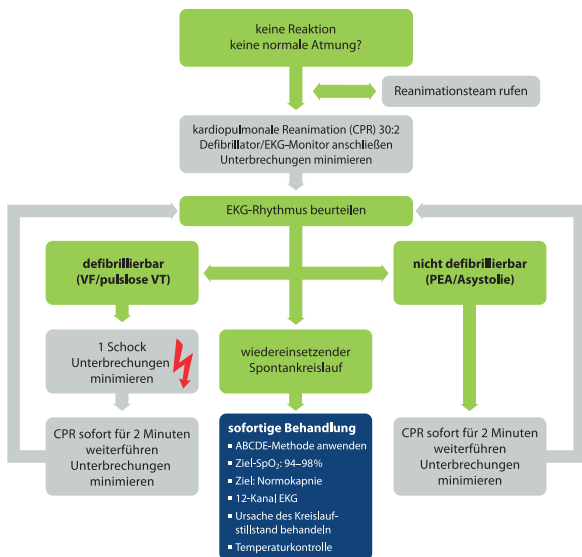 keine Reaktion
keine normale Atmung?
Reanimationsteam rufen
kardiopulmonale Reanimation (CPR) 30:2
Defibrillator/EKG-Monitor anschließen
Unterbrechungen minimieren
EKG-Rhythmus beurteilen
defibrillierbar
(VF/pulslose VT)
nicht defibrillierbar
(PEA/Asystolie)
1 Schock
Unterbrechungen
minimieren
wiedereinsetzender
Spontankreislauf
CPR sofort für 2 Minuten
weiterführen
Unterbrechungen
minimieren
sofortige Behandlung
▪ ABCDE-Methode anwenden
▪ Ziel-SpO₂: 94–98%
▪ Ziel: Normokapnie
▪ 12-Kanal EKG
▪ Ursache des Kreislauf-
stillstand behandeln
▪ Temperaturkontrolle
CPR sofort für 2 Minuten
weiterführen
Unterbrechungen
minimieren